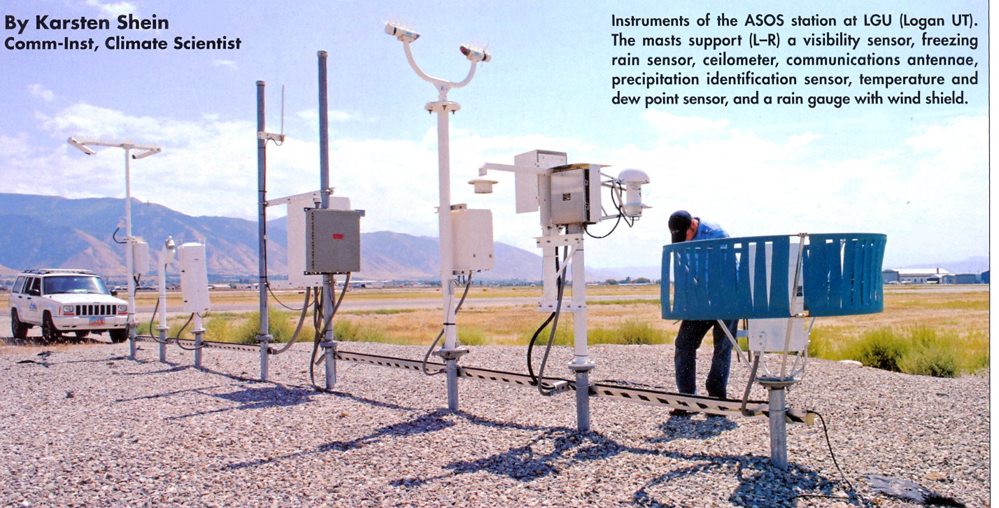 By Karsten Shein
Comm-Inst, Climate Scientist
Instruments of the ASOS station at LGU (Logan UT).
The masts support (L–R) a visibility sensor, freezing
rain sensor, ceilometer, communications antennae,
precipitation identification sensor, temperature and
dew point sensor, and a rain gauge with wind shield.